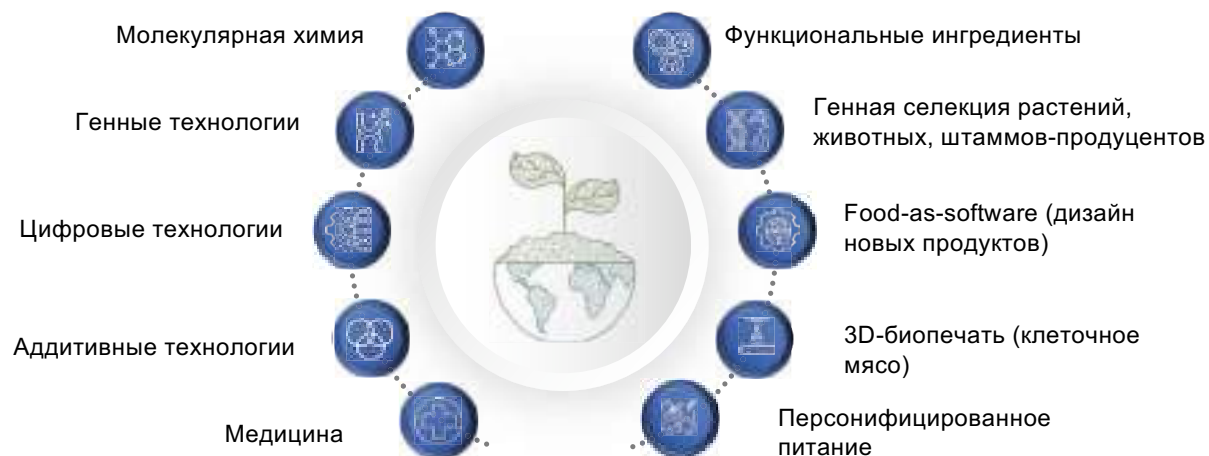 Молекулярная химия
Генные технологии
Цифровые технологии
Аддитивные технологии
Медицина
Функциональные ингредиенты
Генная селекция растений,
животных, штаммов-продуцентов
Food-as-software (дизайн
новых продуктов)
3D-биопечать (клеточное
мясо)
Персонифицированное
питание